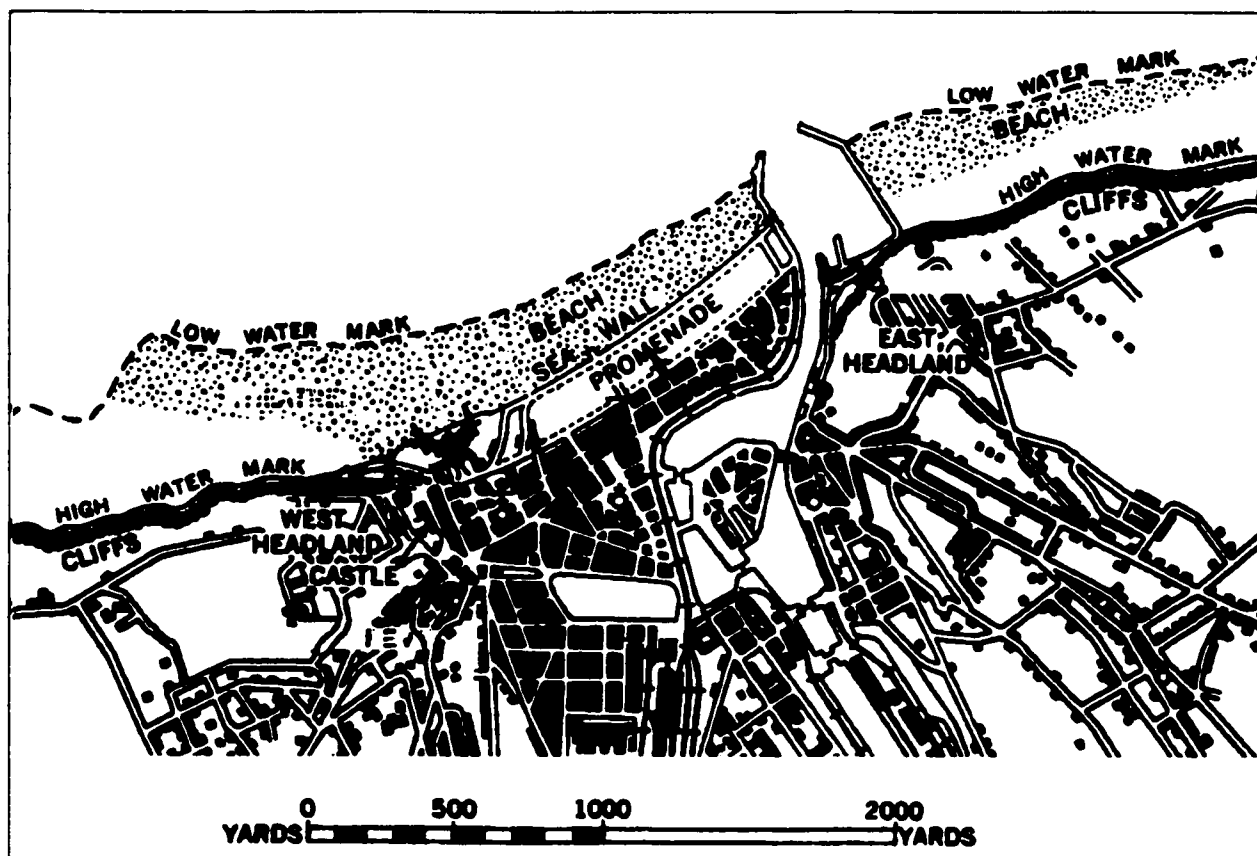 LOW WATER MARK
BEACH
HIGH WATER MARK
CLIFFS
LOW WATER MARK
BEACH
SEA WALL
PROMENADE
EAST
HEADLAND
HIGH WATER MARK
CLIFFS
WEST
HEADLAND
CASTLE
0 500 1000 2000
YARDS YARDS